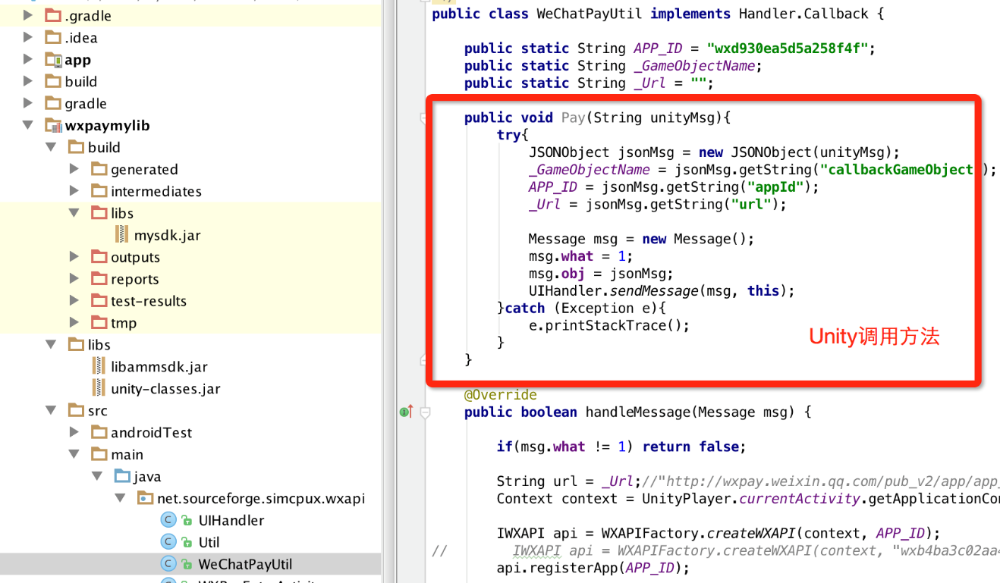 .gradle
.idea
app
build
gradle
wxpaymylib
build
generated
intermediates
libs
mysdk.jar
outputs
reports
test-results
tmp
libs
libammsdk.jar
unity-classes.jar
src
androidTest
main
java
net.sourceforge.simcpux.wxapi
UIHandler
Util
WeChatPayUtil
public class WeChatPayUtil implements Handler.Callback {
public static String APP_ID = "wxd930ea5d5a258f4f";
public static String _GameObjectName;
public static String _Url = "";
public void Pay(String unityMsg){
try{
JSONObject jsonMsg = new JSONObject(unityMsg);
_GameObjectName = jsonMsg.getString("callbackGameObject");
APP_ID = jsonMsg.getString("appId");
_Url = jsonMsg.getString("url");
Message msg = new Message();
msg.what = 1;
msg.obj = jsonMsg;
UIHandler.sendMessage(msg, this);
}catch (Exception e){
e.printStackTrace();
}
}
Unity调用方法
@Override
public boolean handleMessage(Message msg) {
if(msg.what != 1) return false;
String url = _Url;//"http://wxpay.weixin.qq.com/pub_v2/app/app_
Context context = UnityPlayer.currentActivity.getApplicationCon
IWXAPI api = WXAPIFactory.createWXAPI(context, APP_ID);
// IWXAPI api = WXAPIFactory.createWXAPI(context, "wxb4ba3c02aa4
api.registerApp(APP_ID);